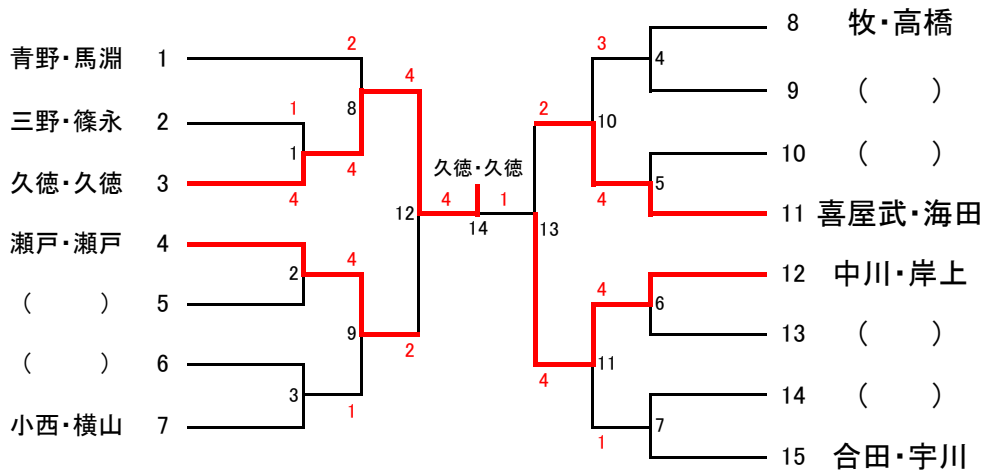 青野・馬淵 1
三野・篠永 2
久徳・久徳 3
瀬戸・瀬戸 4
（　　　） 5
（　　　） 6
小西・横山 7
2
1
1
4
4
8
4
2
4
9
3
1
2
12
久徳・久徳
4
1
14
2
13
4
3
10
4
4
11
1
4
5
6
7
8 牧・高橋
9 （　　　）
10 （　　　）
11 喜屋武・海田
12 中川・岸上
13 （　　　）
14 （　　　）
15 合田・宇川